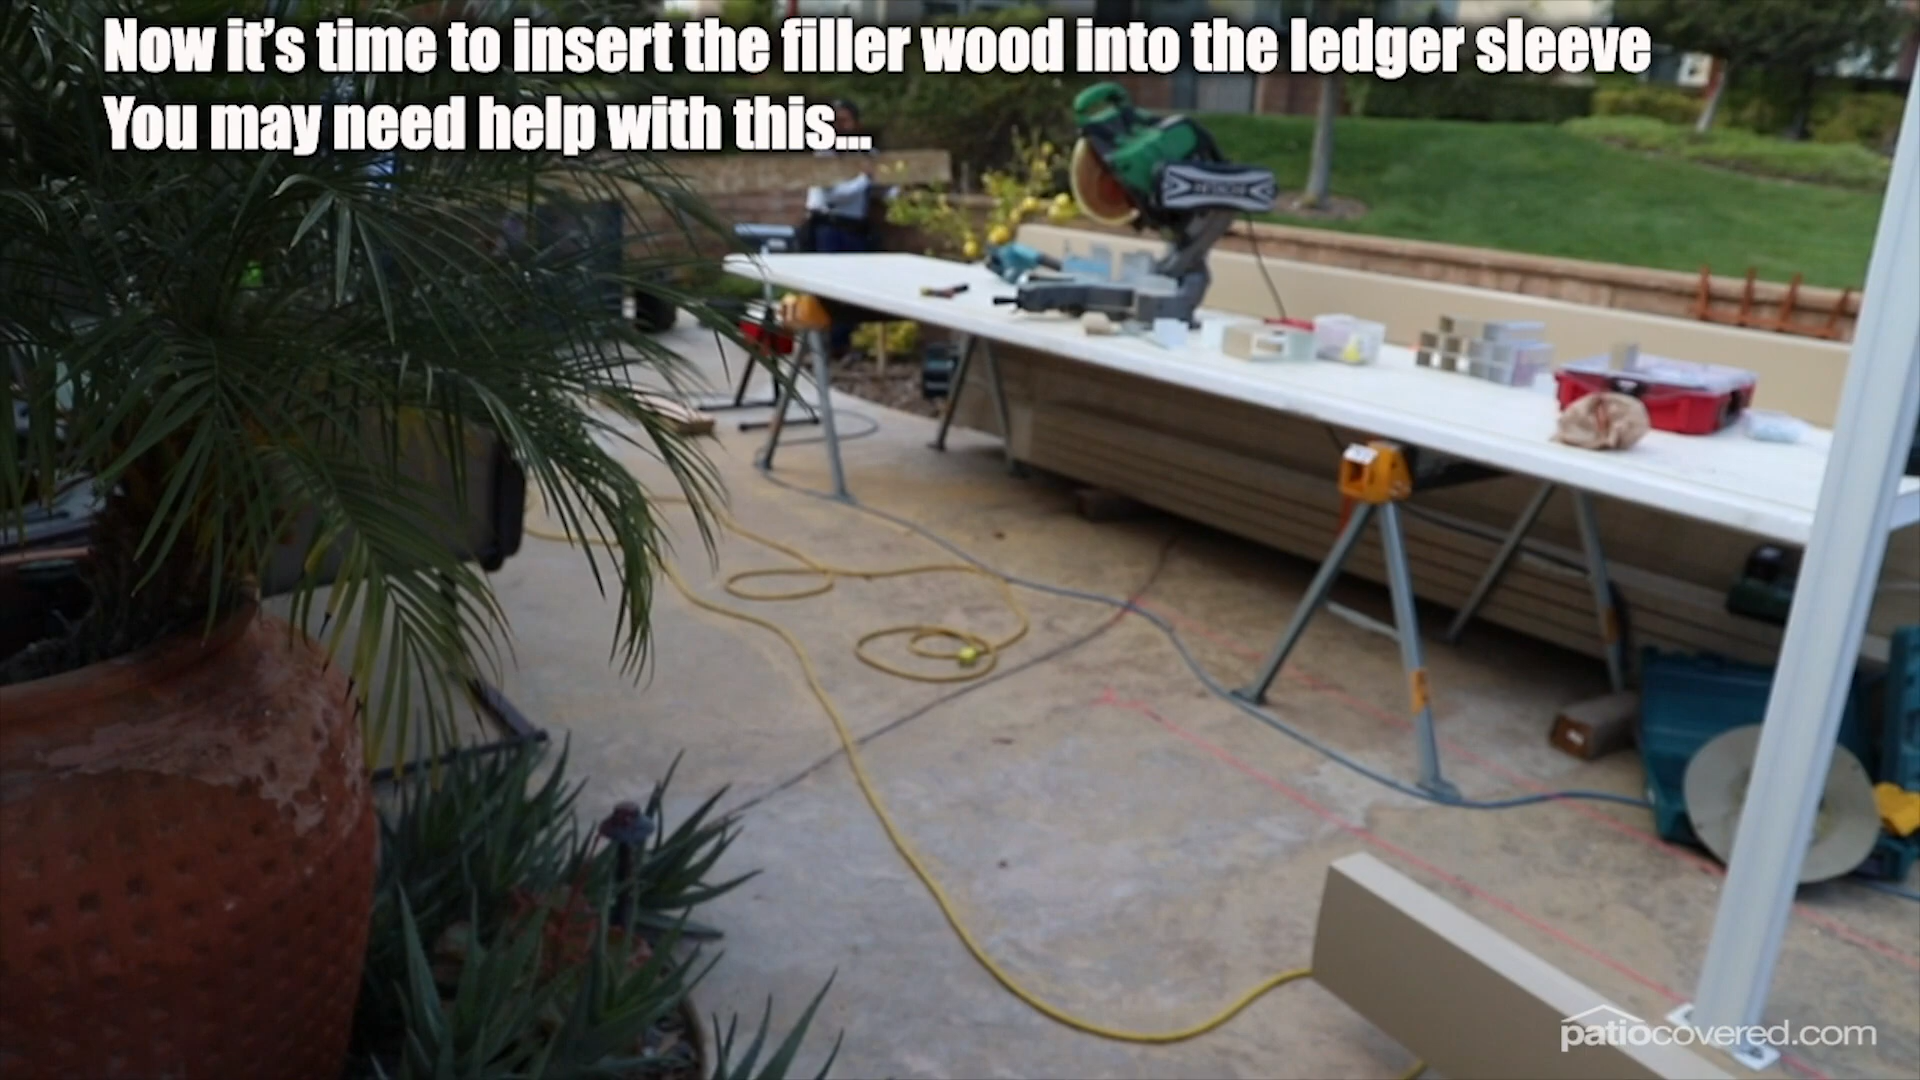 Now it's time to insert the filler wood into the ledger sleeve
You may need help with this...
patiocovered.com